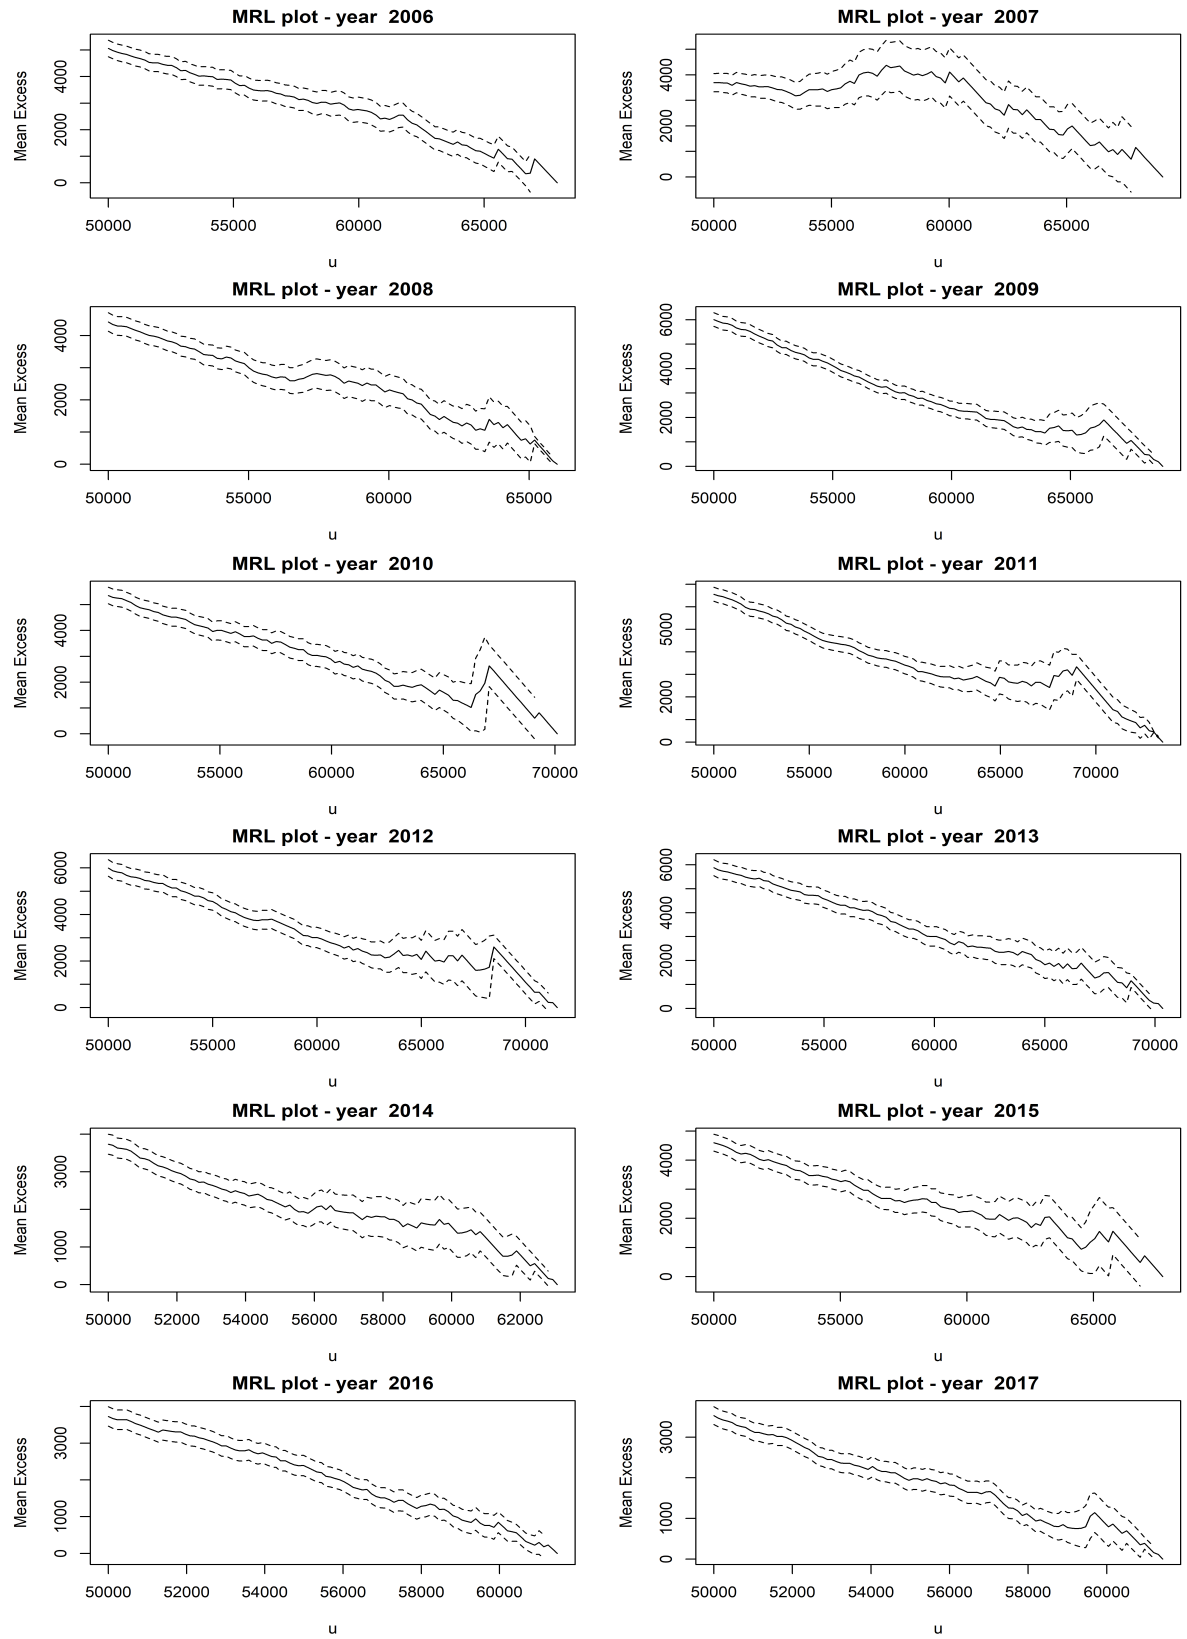 MRL plot - year 2006
Mean Excess
0 2000 4000
50000 55000 60000 65000
u
MRL plot - year 2007
Mean Excess
0 2000 4000
50000 55000 60000 65000
u
MRL plot - year 2008
Mean Excess
0 2000 4000
50000 55000 60000 65000
u
MRL plot - year 2009
Mean Excess
0 2000 4000 6000
50000 55000 60000 65000
u
MRL plot - year 2010
Mean Excess
0 2000 4000
50000 55000 60000 65000 70000
u
MRL plot - year 2011
Mean Excess
0 2000 5000
50000 55000 60000 65000 70000
u
MRL plot - year 2012
Mean Excess
0 2000 4000 6000
50000 55000 60000 65000 70000
u
MRL plot - year 2013
Mean Excess
0 2000 4000 6000
50000 55000 60000 65000 70000
u
MRL plot - year 2014
Mean Excess
0 1000 3000
50000 52000 54000 56000 58000 60000 62000
u
MRL plot - year 2015
Mean Excess
0 2000 4000
50000 55000 60000 65000
u
MRL plot - year 2016
Mean Excess
0 1000 3000
50000 52000 54000 56000 58000 60000
u
MRL plot - year 2017
Mean Excess
0 1000 3000
50000 52000 54000 56000 58000 60000
u